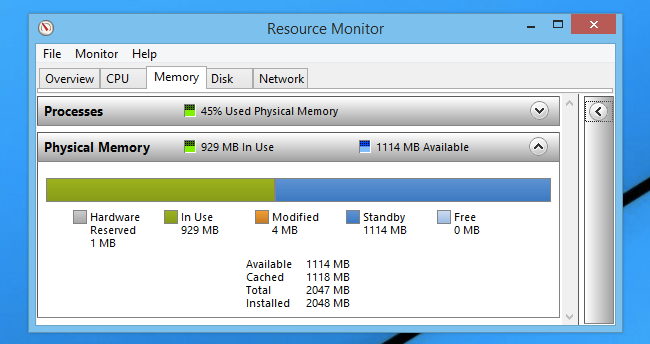 Resource Monitor
File Monitor Help
Overview CPU Memory Disk Network
Processes 45% Used Physical Memory
Physical Memory 929 MB In Use 1114 MB Available
Hardware Reserved In Use Modified Standby Free
1 MB 929 MB 4 MB 1114 MB 0 MB
Available 1114 MB
Cached 1118 MB
Total 2047 MB
Installed 2048 MB